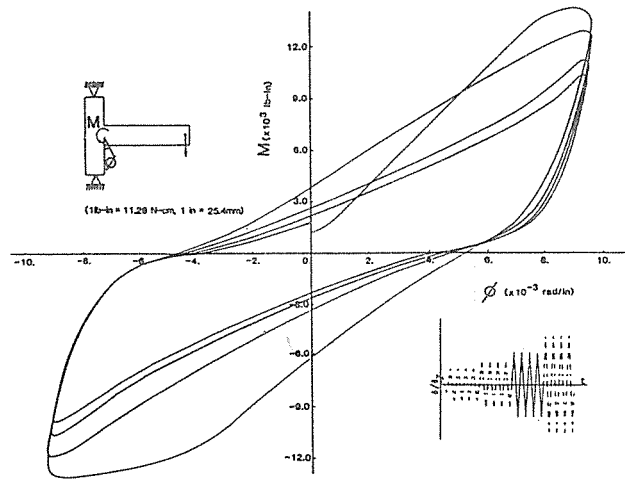 12.0
9.0
6.0
3.0
M (x10³ lb-in)
M
ø
(1lb-in = 11.29 N-cm, 1 in = 25.4mm)
-10. -8. -6. -4. -2. 0 2. 4. 6. 8. 10.
ø (x10⁻³ rad/in)
-3.0
-6.0
-9.0
-12.0
t